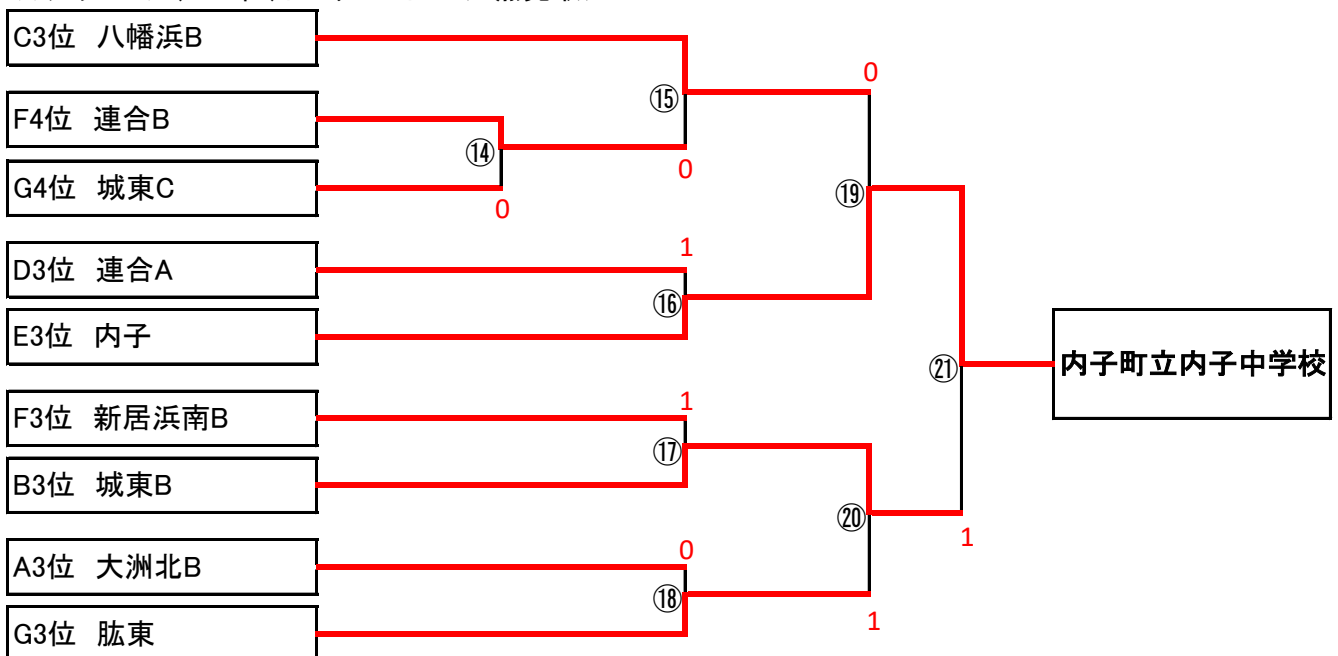 C3位 八幡浜B
0
⑮
F4位 連合B
⑭
0
G4位 城東C
0
⑲
1
D3位 連合A
⑯
E3位 内子
内子町立内子中学校
㉑
1
F3位 新居浜南B
⑰
B3位 城東B
⑳
1
0
A3位 大洲北B
⑱
1
G3位 肱東